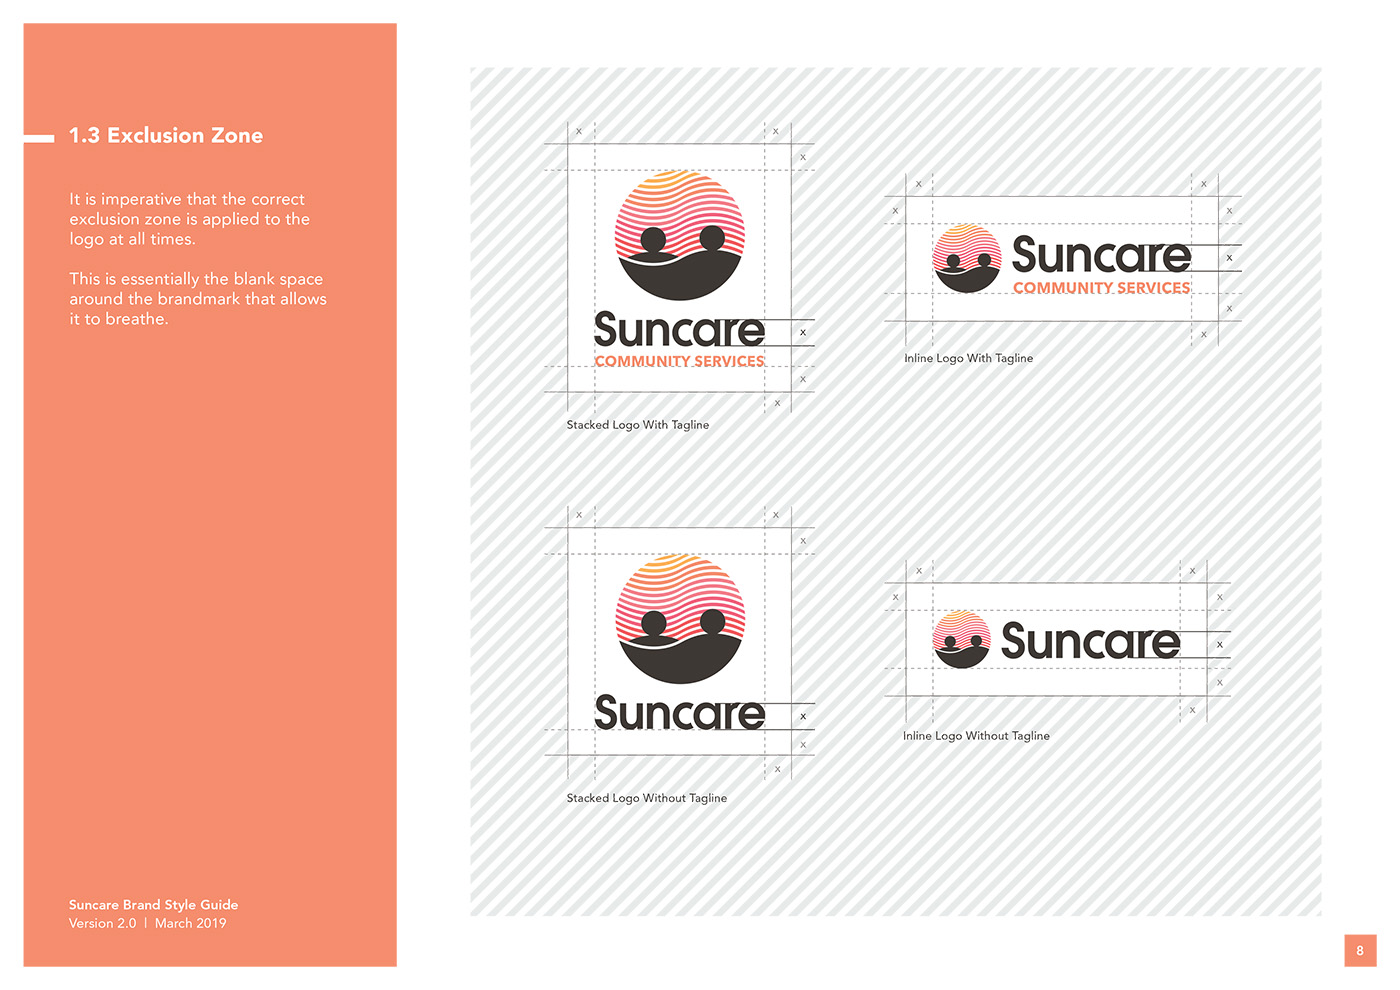 1.3 Exclusion Zone
It is imperative that the correct
exclusion zone is applied to the
logo at all times.
This is essentially the blank space
around the brandmark that allows
it to breathe.
Suncare Brand Style Guide
Version 2.0 | March 2019
x x
x
Suncare
x
COMMUNITY SERVICES
x
x
Stacked Logo With Tagline
x x
x x
Suncare
x
COMMUNITY SERVICES
x
x
Inline Logo With Tagline
x x
x
Suncare
x
x
x
Stacked Logo Without Tagline
x x
x x
Suncare
x
x
x
Inline Logo Without Tagline
8